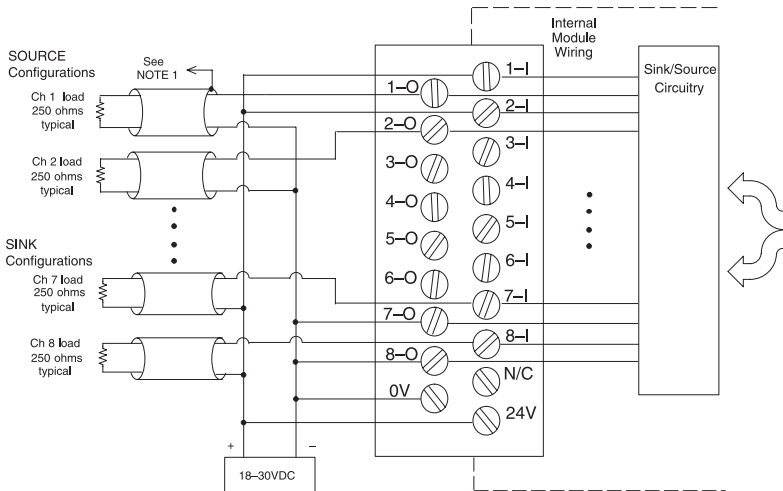 SOURCE
Configurations
See
NOTE 1
Ch 1 load
250 ohms
typical
Ch 2 load
250 ohms
typical
SINK
Configurations
Ch 7 load
250 ohms
typical
Ch 8 load
250 ohms
typical
+
–
18–30VDC
Internal
Module
Wiring
1–O
2–O
3–O
4–O
5–O
6–O
7–O
8–O
0V
1–I
2–I
3–I
4–I
5–I
6–I
7–I
8–I
N/C
24V
Sink/Source
Circuitry